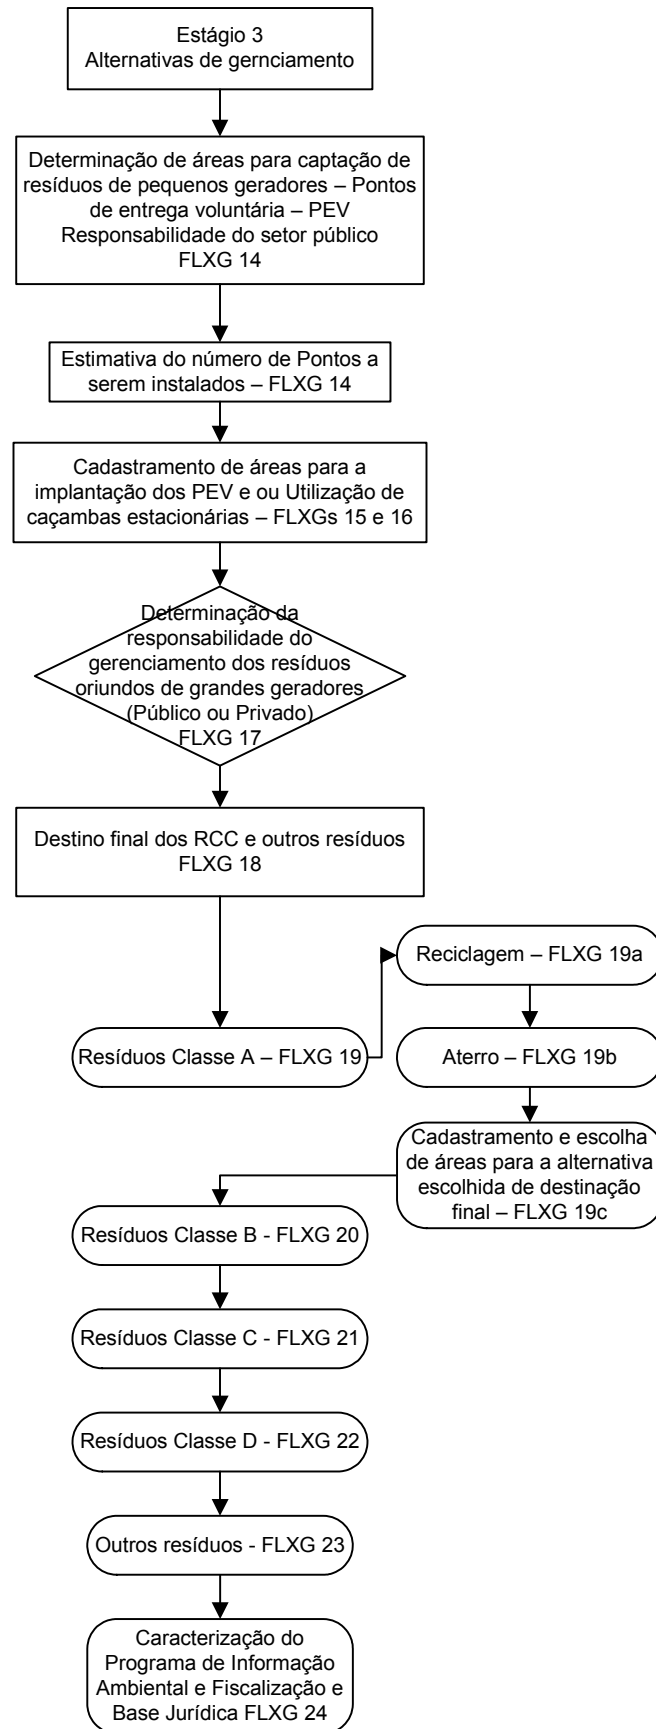 Estágio 3
Alternativas de gernciamento
Determinação de áreas para captação de
resíduos de pequenos geradores – Pontos
de entrega voluntária – PEV
Responsabilidade do setor público
FLXG 14
Estimativa do número de Pontos a
serem instalados – FLXG 14
Cadastramento de áreas para a
implantação dos PEV e ou Utilização de
caçambas estacionárias – FLXGs 15 e 16
Determinação da
responsabilidade do
gerenciamento dos resíduos
oriundos de grandes geradores
(Público ou Privado)
FLXG 17
Destino final dos RCC e outros resíduos
FLXG 18
Resíduos Classe A – FLXG 19
Reciclagem – FLXG 19a
Aterro – FLXG 19b
Cadastramento e escolha
de áreas para a alternativa
escolhida de destinação
final – FLXG 19c
Resíduos Classe B - FLXG 20
Resíduos Classe C - FLXG 21
Resíduos Classe D - FLXG 22
Outros resíduos - FLXG 23
Caracterização do
Programa de Informação
Ambiental e Fiscalização e
Base Jurídica FLXG 24